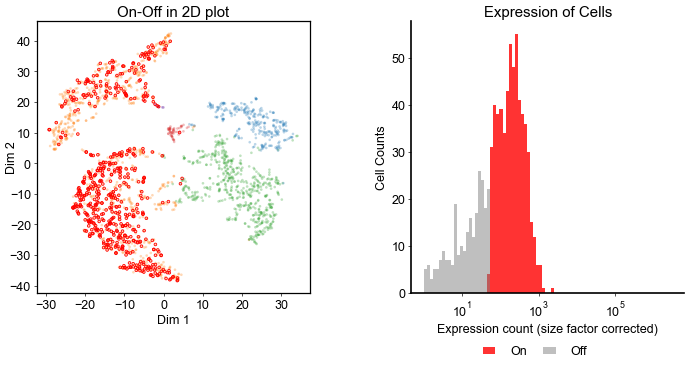 On-Off in 2D plot
40
30
20
10
0
−10
−20
−30
−40
Dim 2
−30 −20 −10 0 10 20 30
Dim 1
Expression of Cells
50
40
30
20
10
0
Cell Counts
10^1 10^3 10^5
Expression count (size factor corrected)
On Off